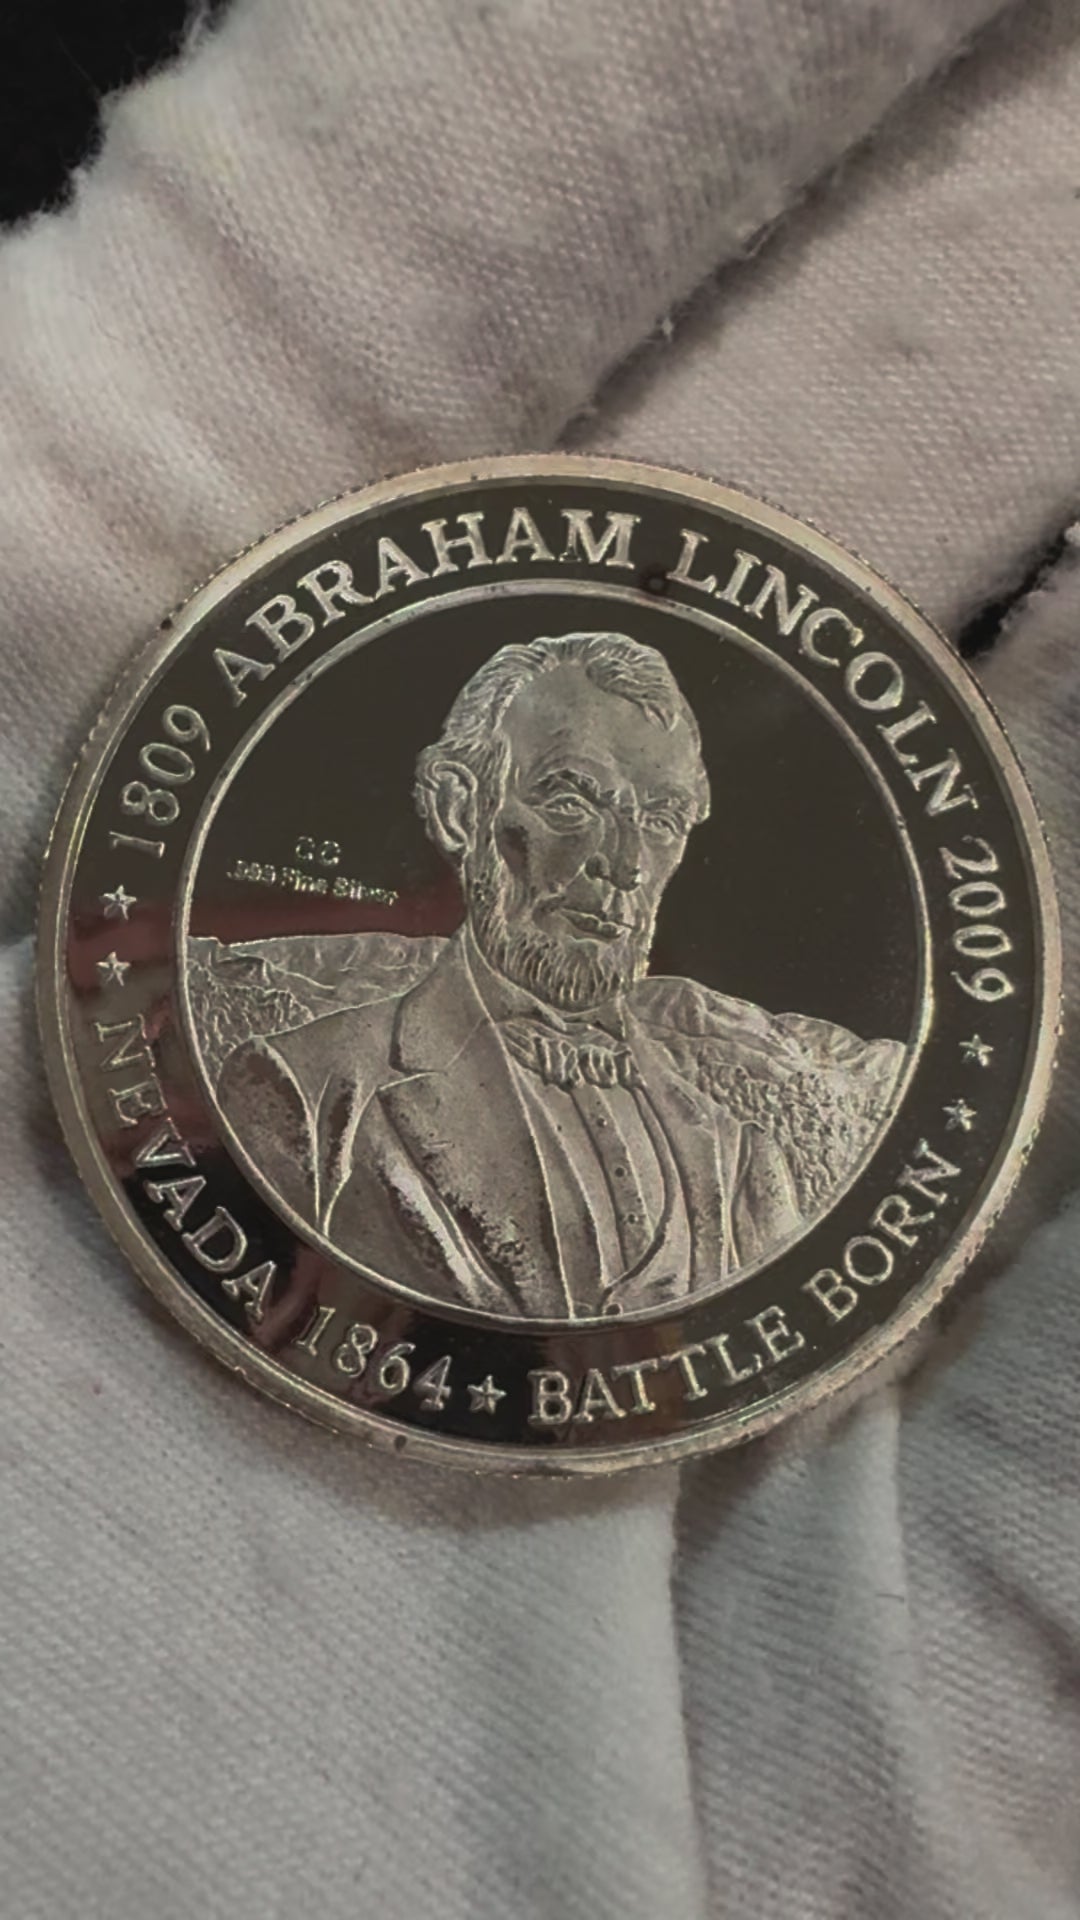 1809 ABRAHAM LINCOLN 2009
CC
.999 Fine Silver
NEVADA 1864 ★ BATTLE BORN ★ ★